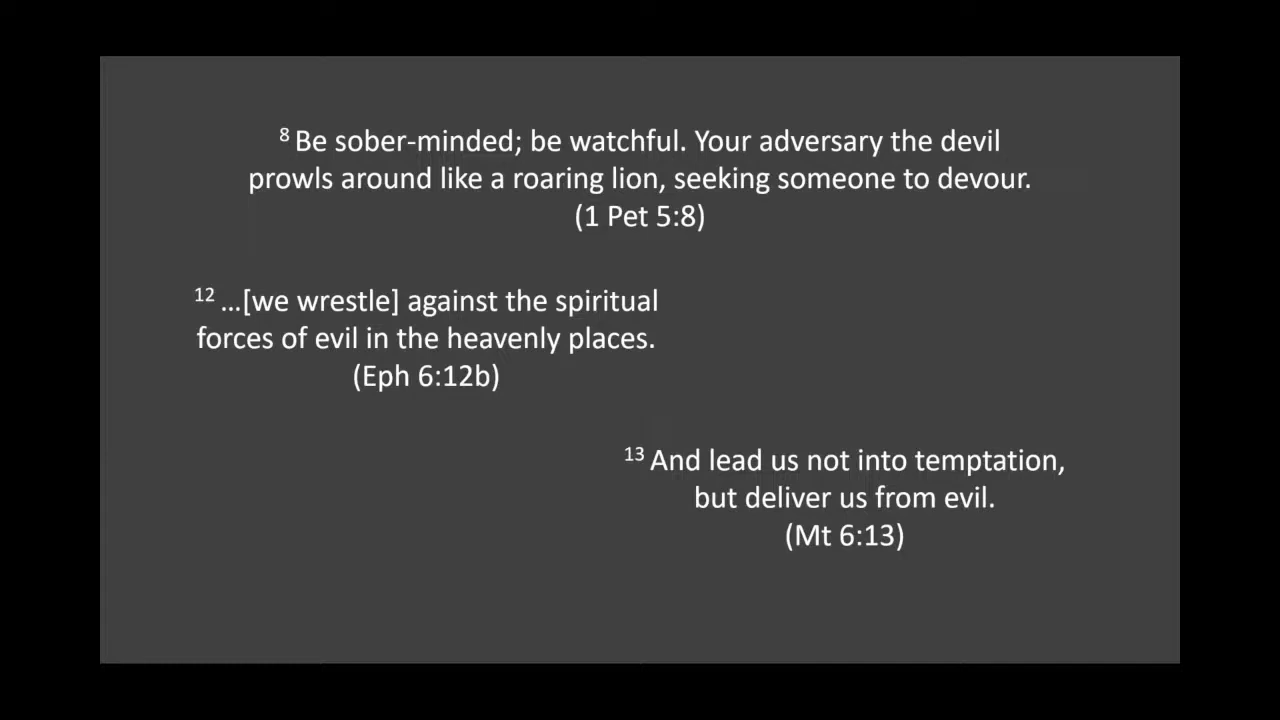 8 Be sober-minded; be watchful. Your adversary the devil
prowls around like a roaring lion, seeking someone to devour.
(1 Pet 5:8)
12 …[we wrestle] against the spiritual
forces of evil in the heavenly places.
(Eph 6:12b)
13 And lead us not into temptation,
but deliver us from evil.
(Mt 6:13)